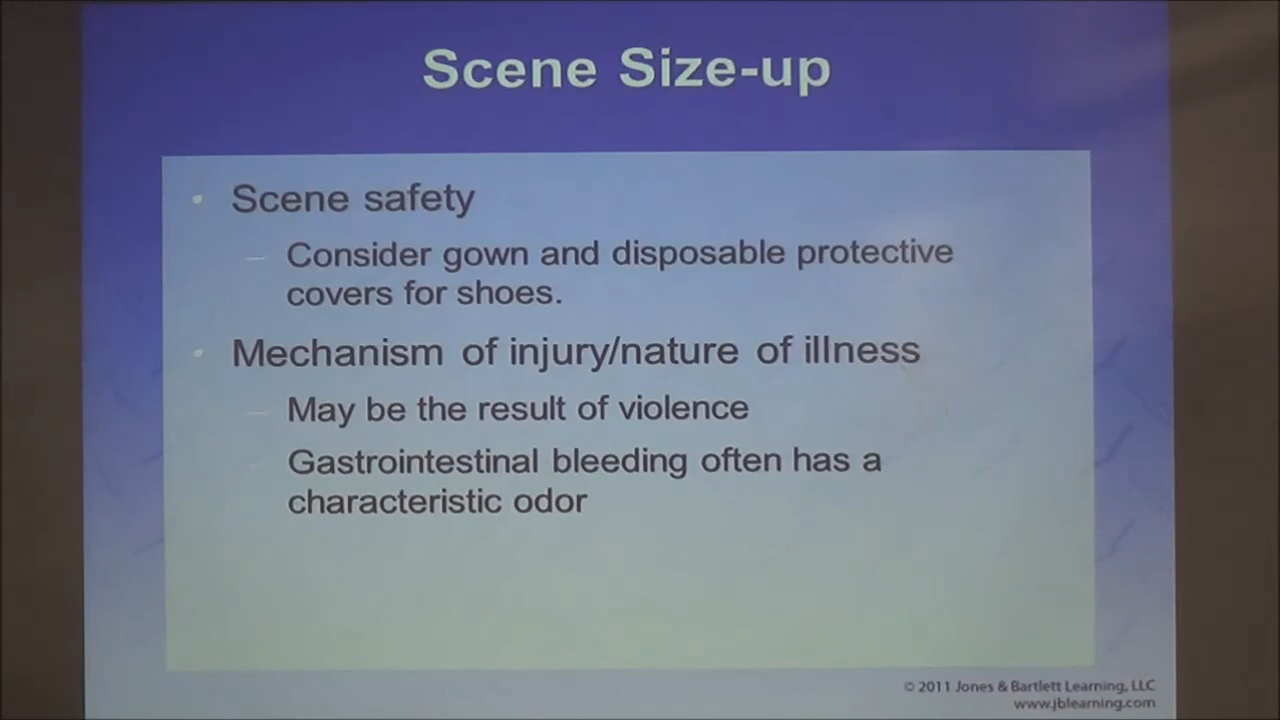 Scene Size-up
• Scene safety
– Consider gown and disposable protective
covers for shoes.
• Mechanism of injury/nature of illness
– May be the result of violence
– Gastrointestinal bleeding often has a
characteristic odor
© 2011 Jones & Bartlett Learning, LLC
www.jblearning.com